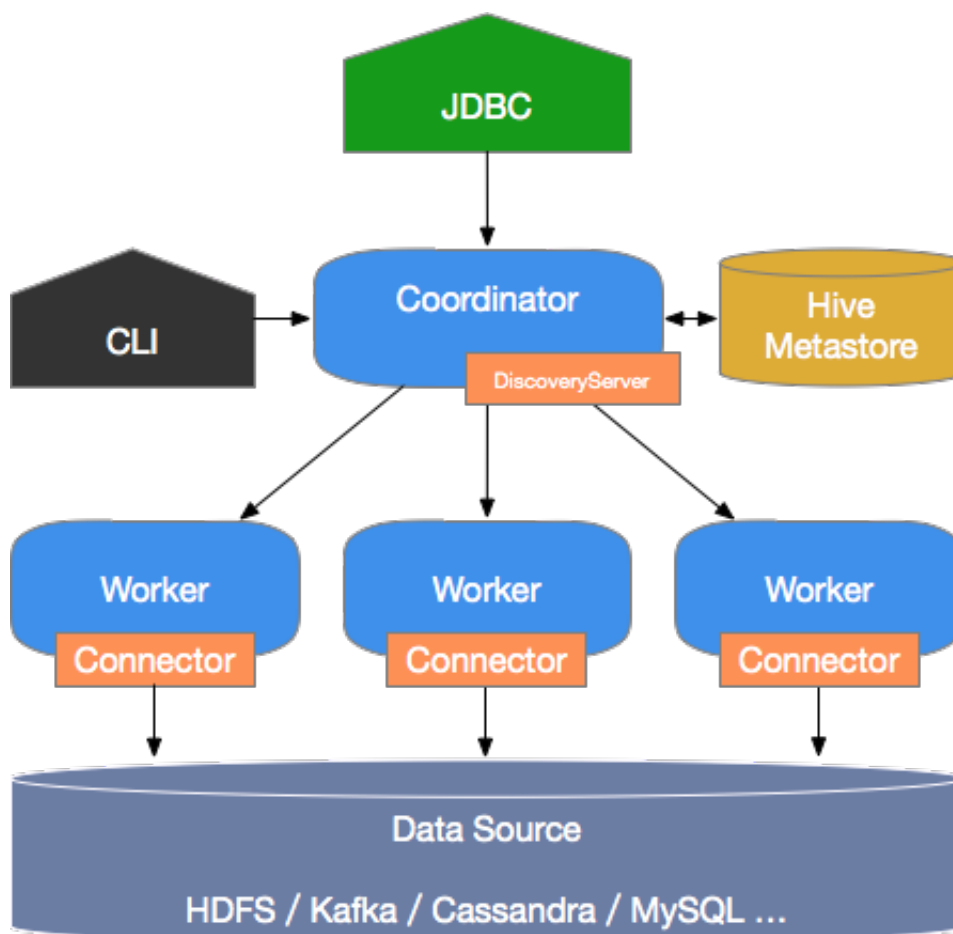 JDBC
CLI
Coordinator
Hive
Metastore
DiscoveryServer
Worker
Worker
Worker
Connector
Connector
Connector
Data Source
HDFS / Kafka / Cassandra / MySQL ...